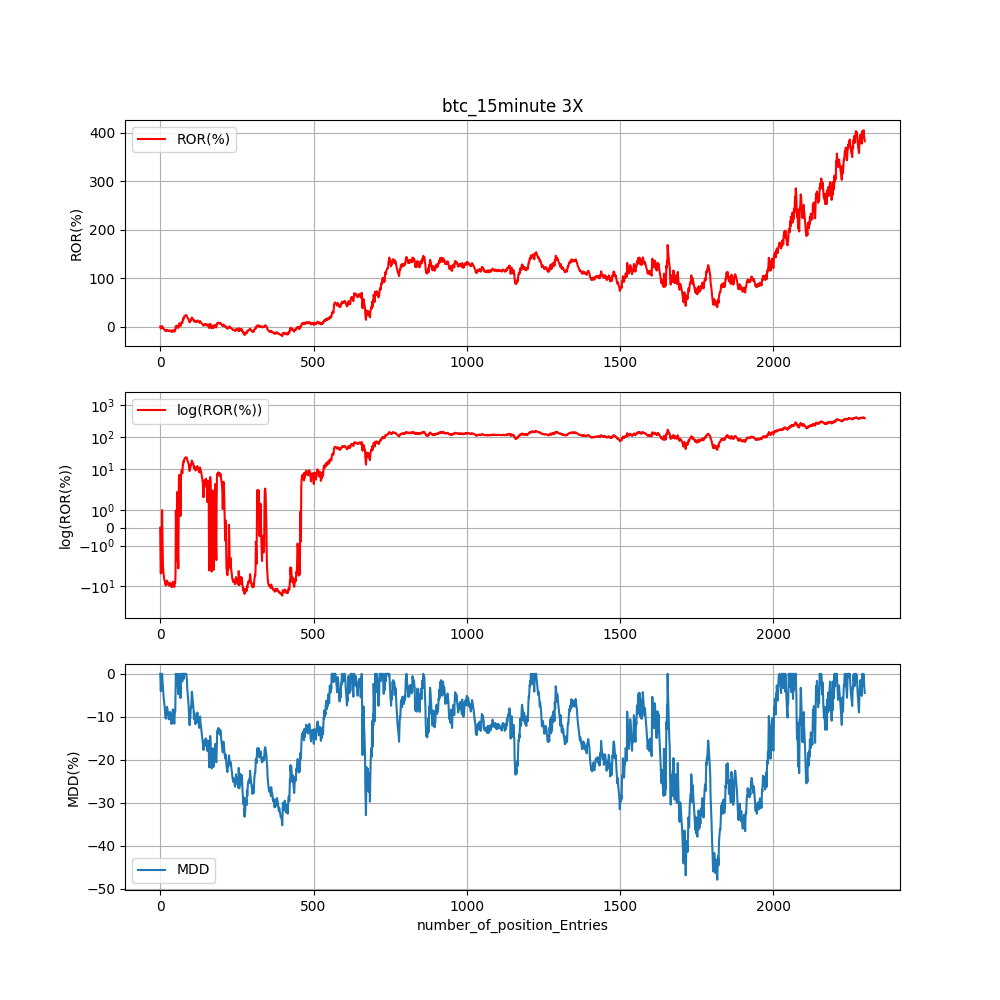 btc_15minute 3X
ROR(%)
400
300
200
100
0
ROR(%)
0 500 1000 1500 2000
log(ROR(%))
10³
10²
10¹
10⁰
0
−10⁰
−10¹
log(ROR(%))
0 500 1000 1500 2000
0
−10
−20
−30
−40
−50
MDD(%)
MDD
0 500 1000 1500 2000
number_of_position_Entries